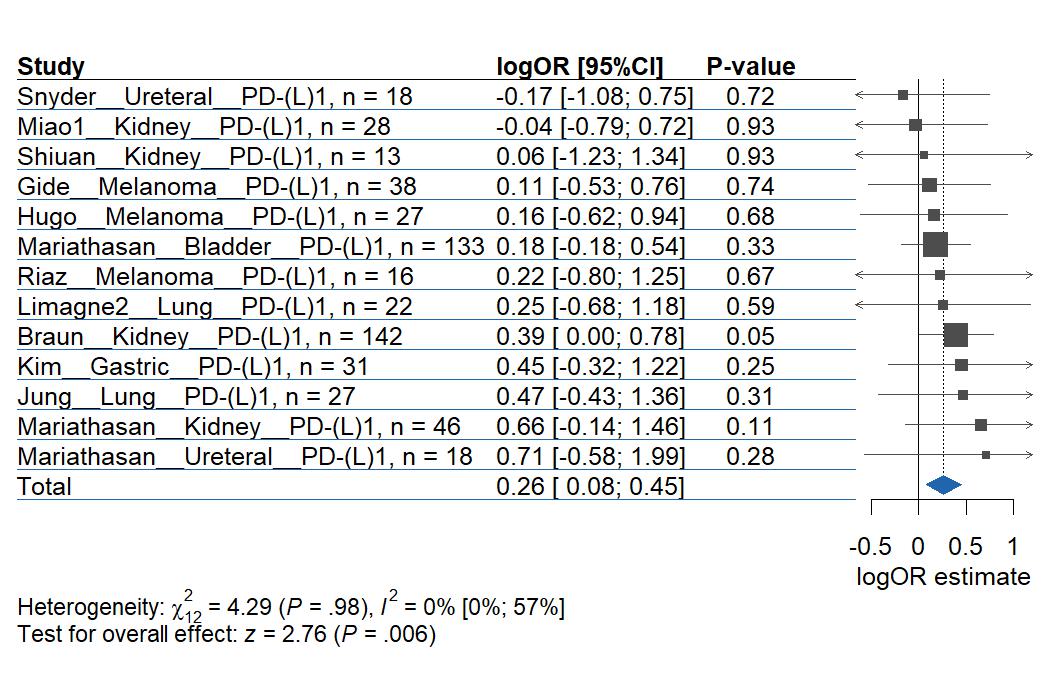 Study logOR [95%CI] P-value
Snyder__Ureteral__PD-(L)1, n = 18 -0.17 [-1.08; 0.75] 0.72
Miao1__Kidney__PD-(L)1, n = 28 -0.04 [-0.79; 0.72] 0.93
Shiuan__Kidney__PD-(L)1, n = 13 0.06 [-1.23; 1.34] 0.93
Gide__Melanoma__PD-(L)1, n = 38 0.11 [-0.53; 0.76] 0.74
Hugo__Melanoma__PD-(L)1, n = 27 0.16 [-0.62; 0.94] 0.68
Mariathasan__Bladder__PD-(L)1, n = 133 0.18 [-0.18; 0.54] 0.33
Riaz__Melanoma__PD-(L)1, n = 16 0.22 [-0.80; 1.25] 0.67
Limagne2__Lung__PD-(L)1, n = 22 0.25 [-0.68; 1.18] 0.59
Braun__Kidney__PD-(L)1, n = 142 0.39 [ 0.00; 0.78] 0.05
Kim__Gastric__PD-(L)1, n = 31 0.45 [-0.32; 1.22] 0.25
Jung__Lung__PD-(L)1, n = 27 0.47 [-0.43; 1.36] 0.31
Mariathasan__Kidney__PD-(L)1, n = 46 0.66 [-0.14; 1.46] 0.11
Mariathasan__Ureteral__PD-(L)1, n = 18 0.71 [-0.58; 1.99] 0.28
Total 0.26 [ 0.08; 0.45]
-0.5 0 0.5 1
logOR estimate
Heterogeneity: χ²₁₂ = 4.29 (P = .98), I² = 0% [0%; 57%]
Test for overall effect: z = 2.76 (P = .006)